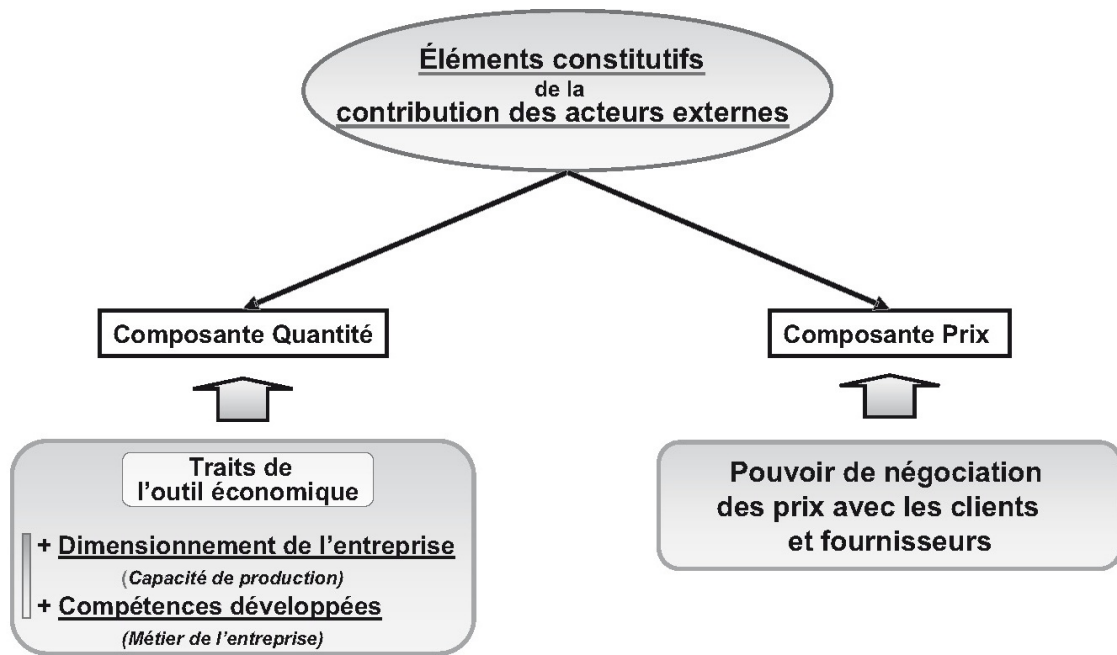 Éléments constitutifs
de la
contribution des acteurs externes
Composante Quantité
Composante Prix
Traits de
l'outil économique
+ Dimensionnement de l'entreprise
(Capacité de production)
+ Compétences développées
(Métier de l'entreprise)
Pouvoir de négociation
des prix avec les clients
et fournisseurs